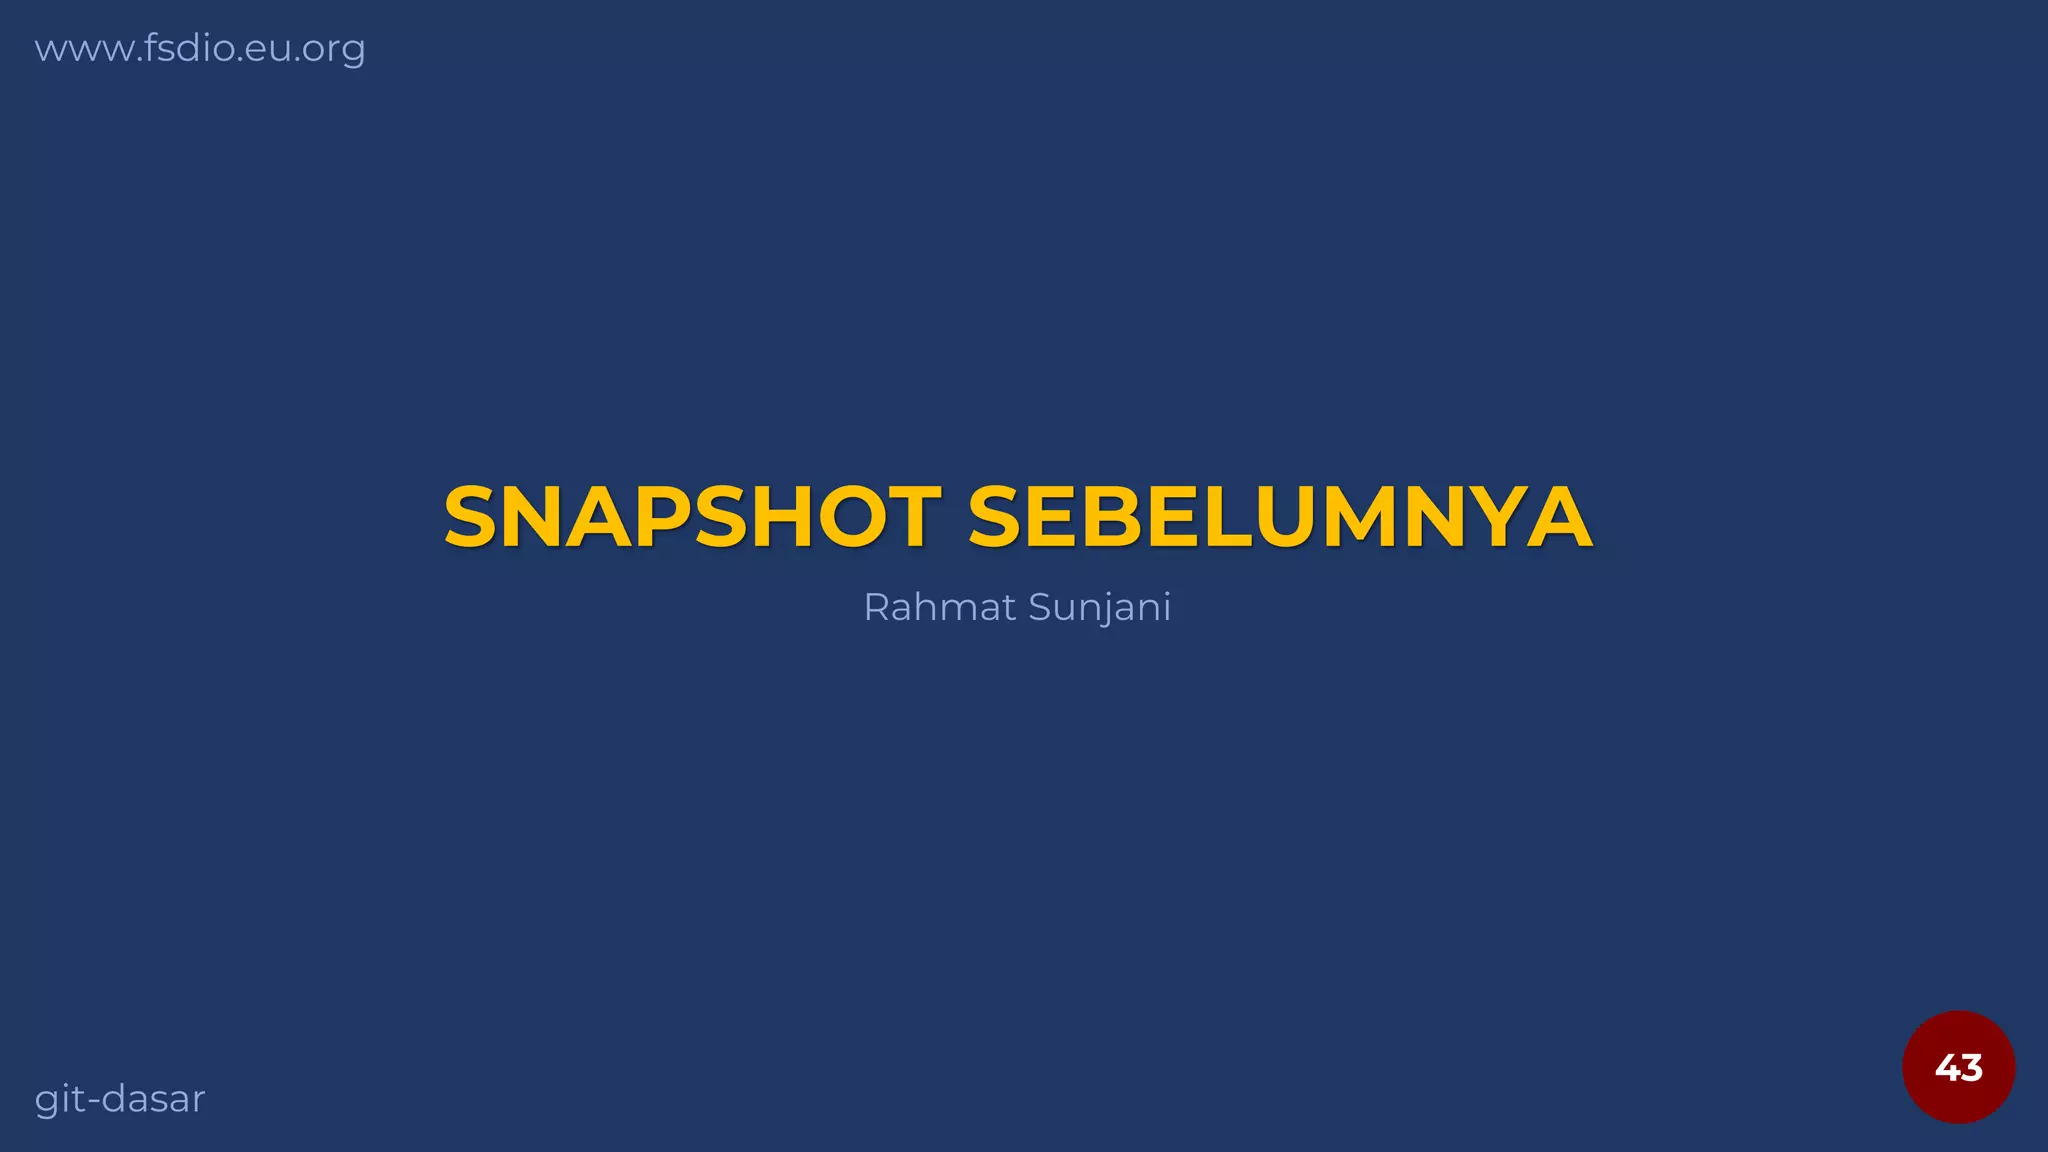 www.fsdio.eu.org
SNAPSHOT SEBELUMNYA
Rahmat Sunjani
43
git-dasar